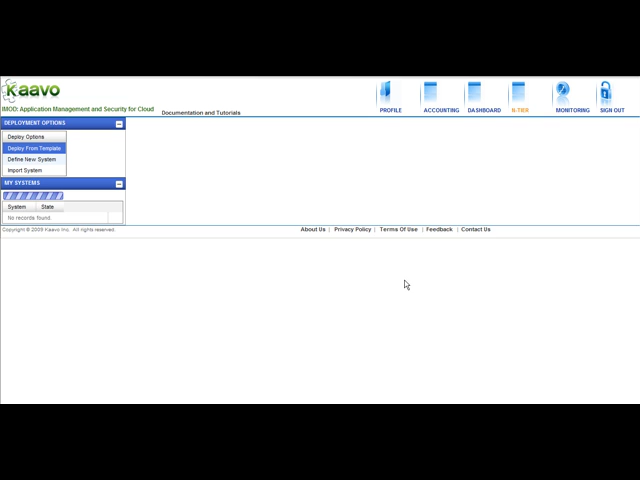 Kaavo
IMOD: Application Management and Security for Cloud
Documentation and Tutorials
PROFILE ACCOUNTING DASHBOARD N-TIER MONITORING SIGN OUT
DEPLOYMENT OPTIONS
Deploy Options
Deploy From Template
Define New System
Import System
MY SYSTEMS
System State
No records found.
Copyright © 2009 Kaavo Inc. All rights reserved.
About Us | Privacy Policy | Terms Of Use | Feedback | Contact Us